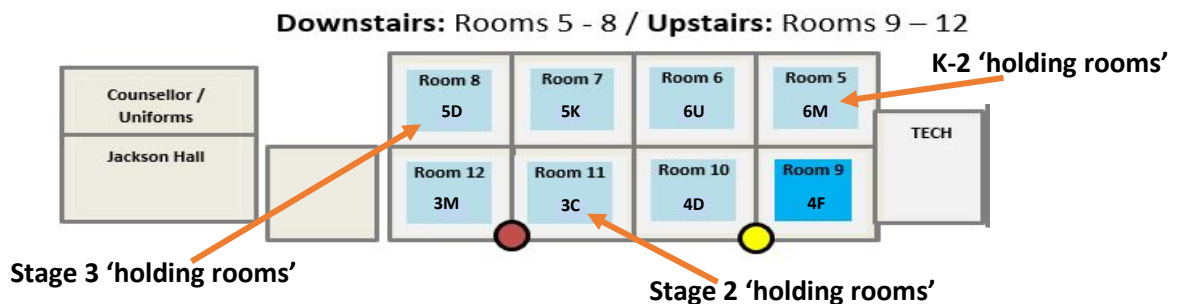 Downstairs: Rooms 5 - 8 / Upstairs: Rooms 9 – 12
K-2 ‘holding rooms’
Counsellor /
Uniforms
Jackson Hall
Room 8
5D
Room 7
5K
Room 6
6U
Room 5
6M
TECH
Room 12
3M
Room 11
3C
Room 10
4D
Room 9
4F
Stage 3 ‘holding rooms’
Stage 2 ‘holding rooms’